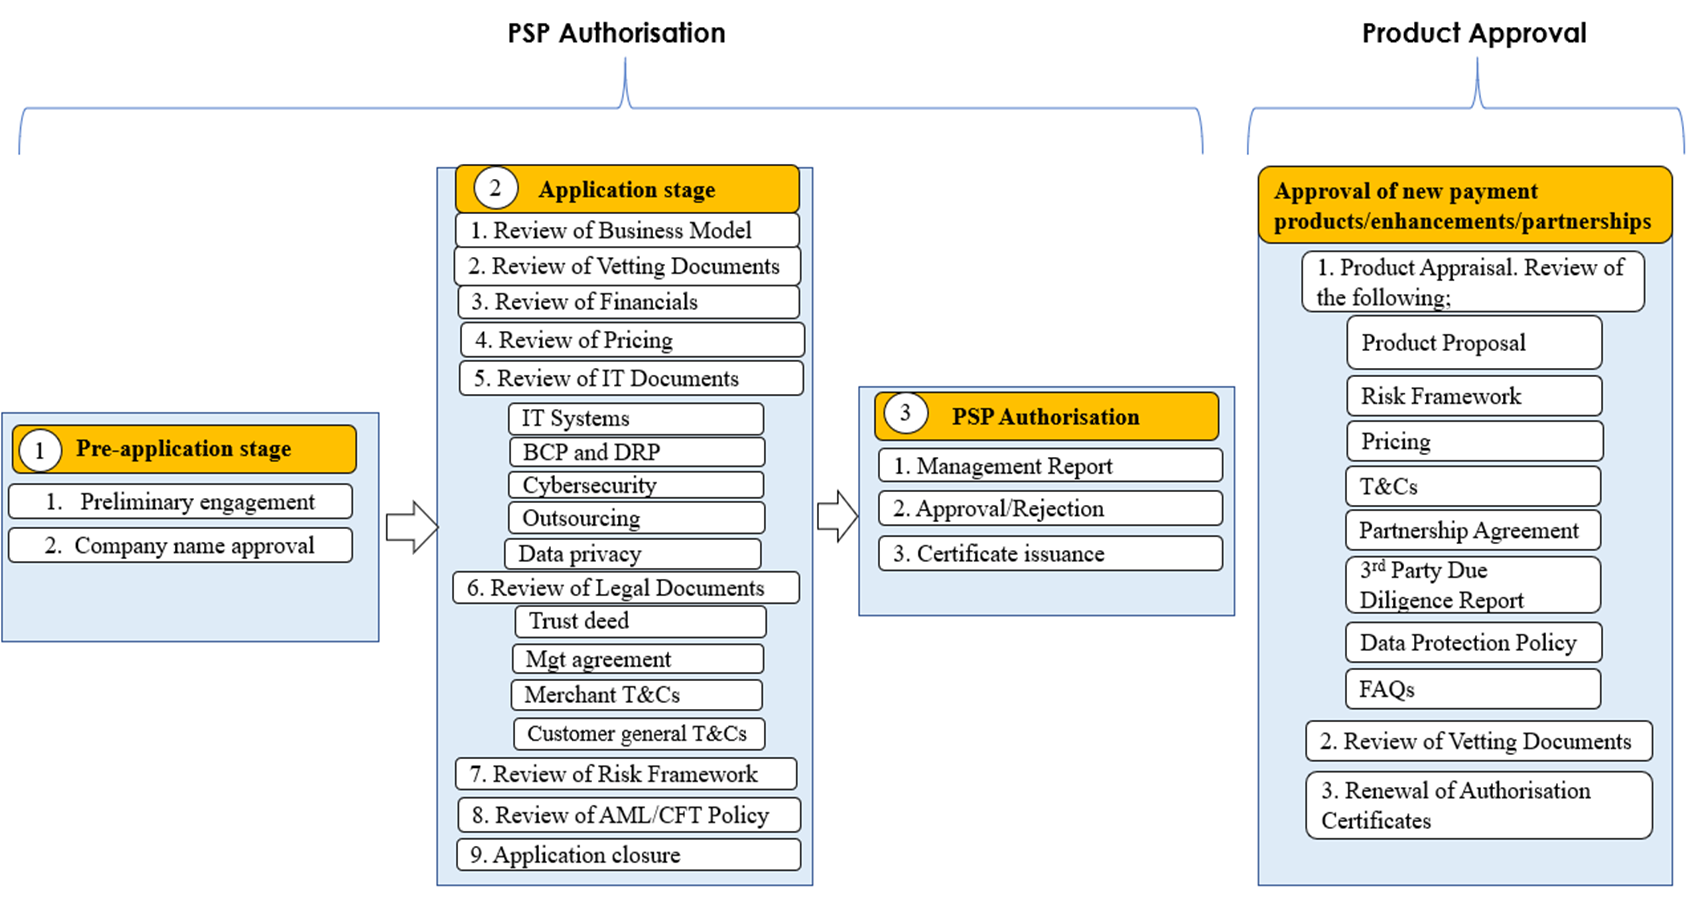 PSP Authorisation
Product Approval
1 Pre-application stage
1. Preliminary engagement
2. Company name approval
2 Application stage
1. Review of Business Model
2. Review of Vetting Documents
3. Review of Financials
4. Review of Pricing
5. Review of IT Documents
IT Systems
BCP and DRP
Cybersecurity
Outsourcing
Data privacy
6. Review of Legal Documents
Trust deed
Mgt agreement
Merchant T&Cs
Customer general T&Cs
7. Review of Risk Framework
8. Review of AML/CFT Policy
9. Application closure
3 PSP Authorisation
1. Management Report
2. Approval/Rejection
3. Certificate issuance
Approval of new payment
products/enhancements/partnerships
1. Product Appraisal. Review of
the following;
Product Proposal
Risk Framework
Pricing
T&Cs
Partnership Agreement
3rd Party Due
Diligence Report
Data Protection Policy
FAQs
2. Review of Vetting Documents
3. Renewal of Authorisation
Certificates